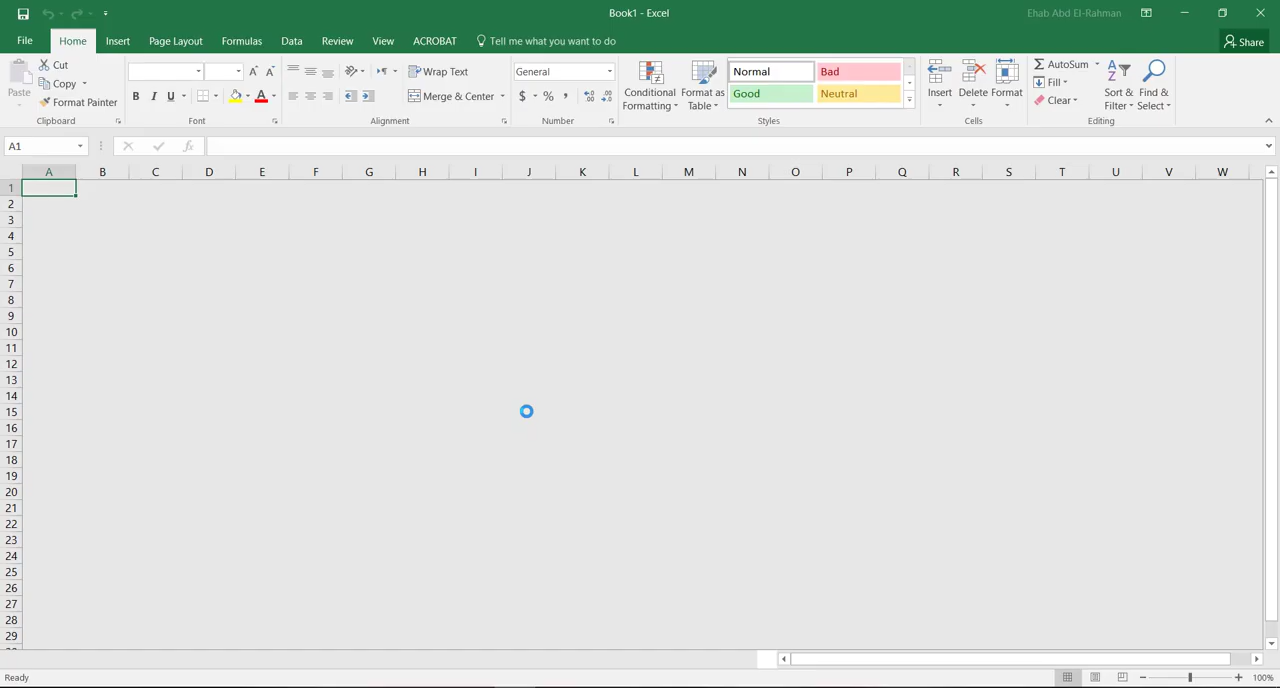 Book1 - Excel
Ehab Abd El-Rahman
File Home Insert Page Layout Formulas Data Review View ACROBAT Tell me what you want to do Share
Paste Cut Copy Format Painter
B I U A A A Wrap Text Merge & Center
General $ % ,
Conditional Formatting Format as Table
Normal Bad
Good Neutral
Insert Delete Format
AutoSum Fill Clear
Sort & Filter Find & Select
Clipboard Font Alignment Number Styles Cells Editing
A1 fx
A B C D E F G H I J K L M N O P Q R S T U V W
1
2
3
4
5
6
7
8
9
10
11
12
13
14
15
16
17
18
19
20
21
22
23
24
25
26
27
28
29
Ready 100%